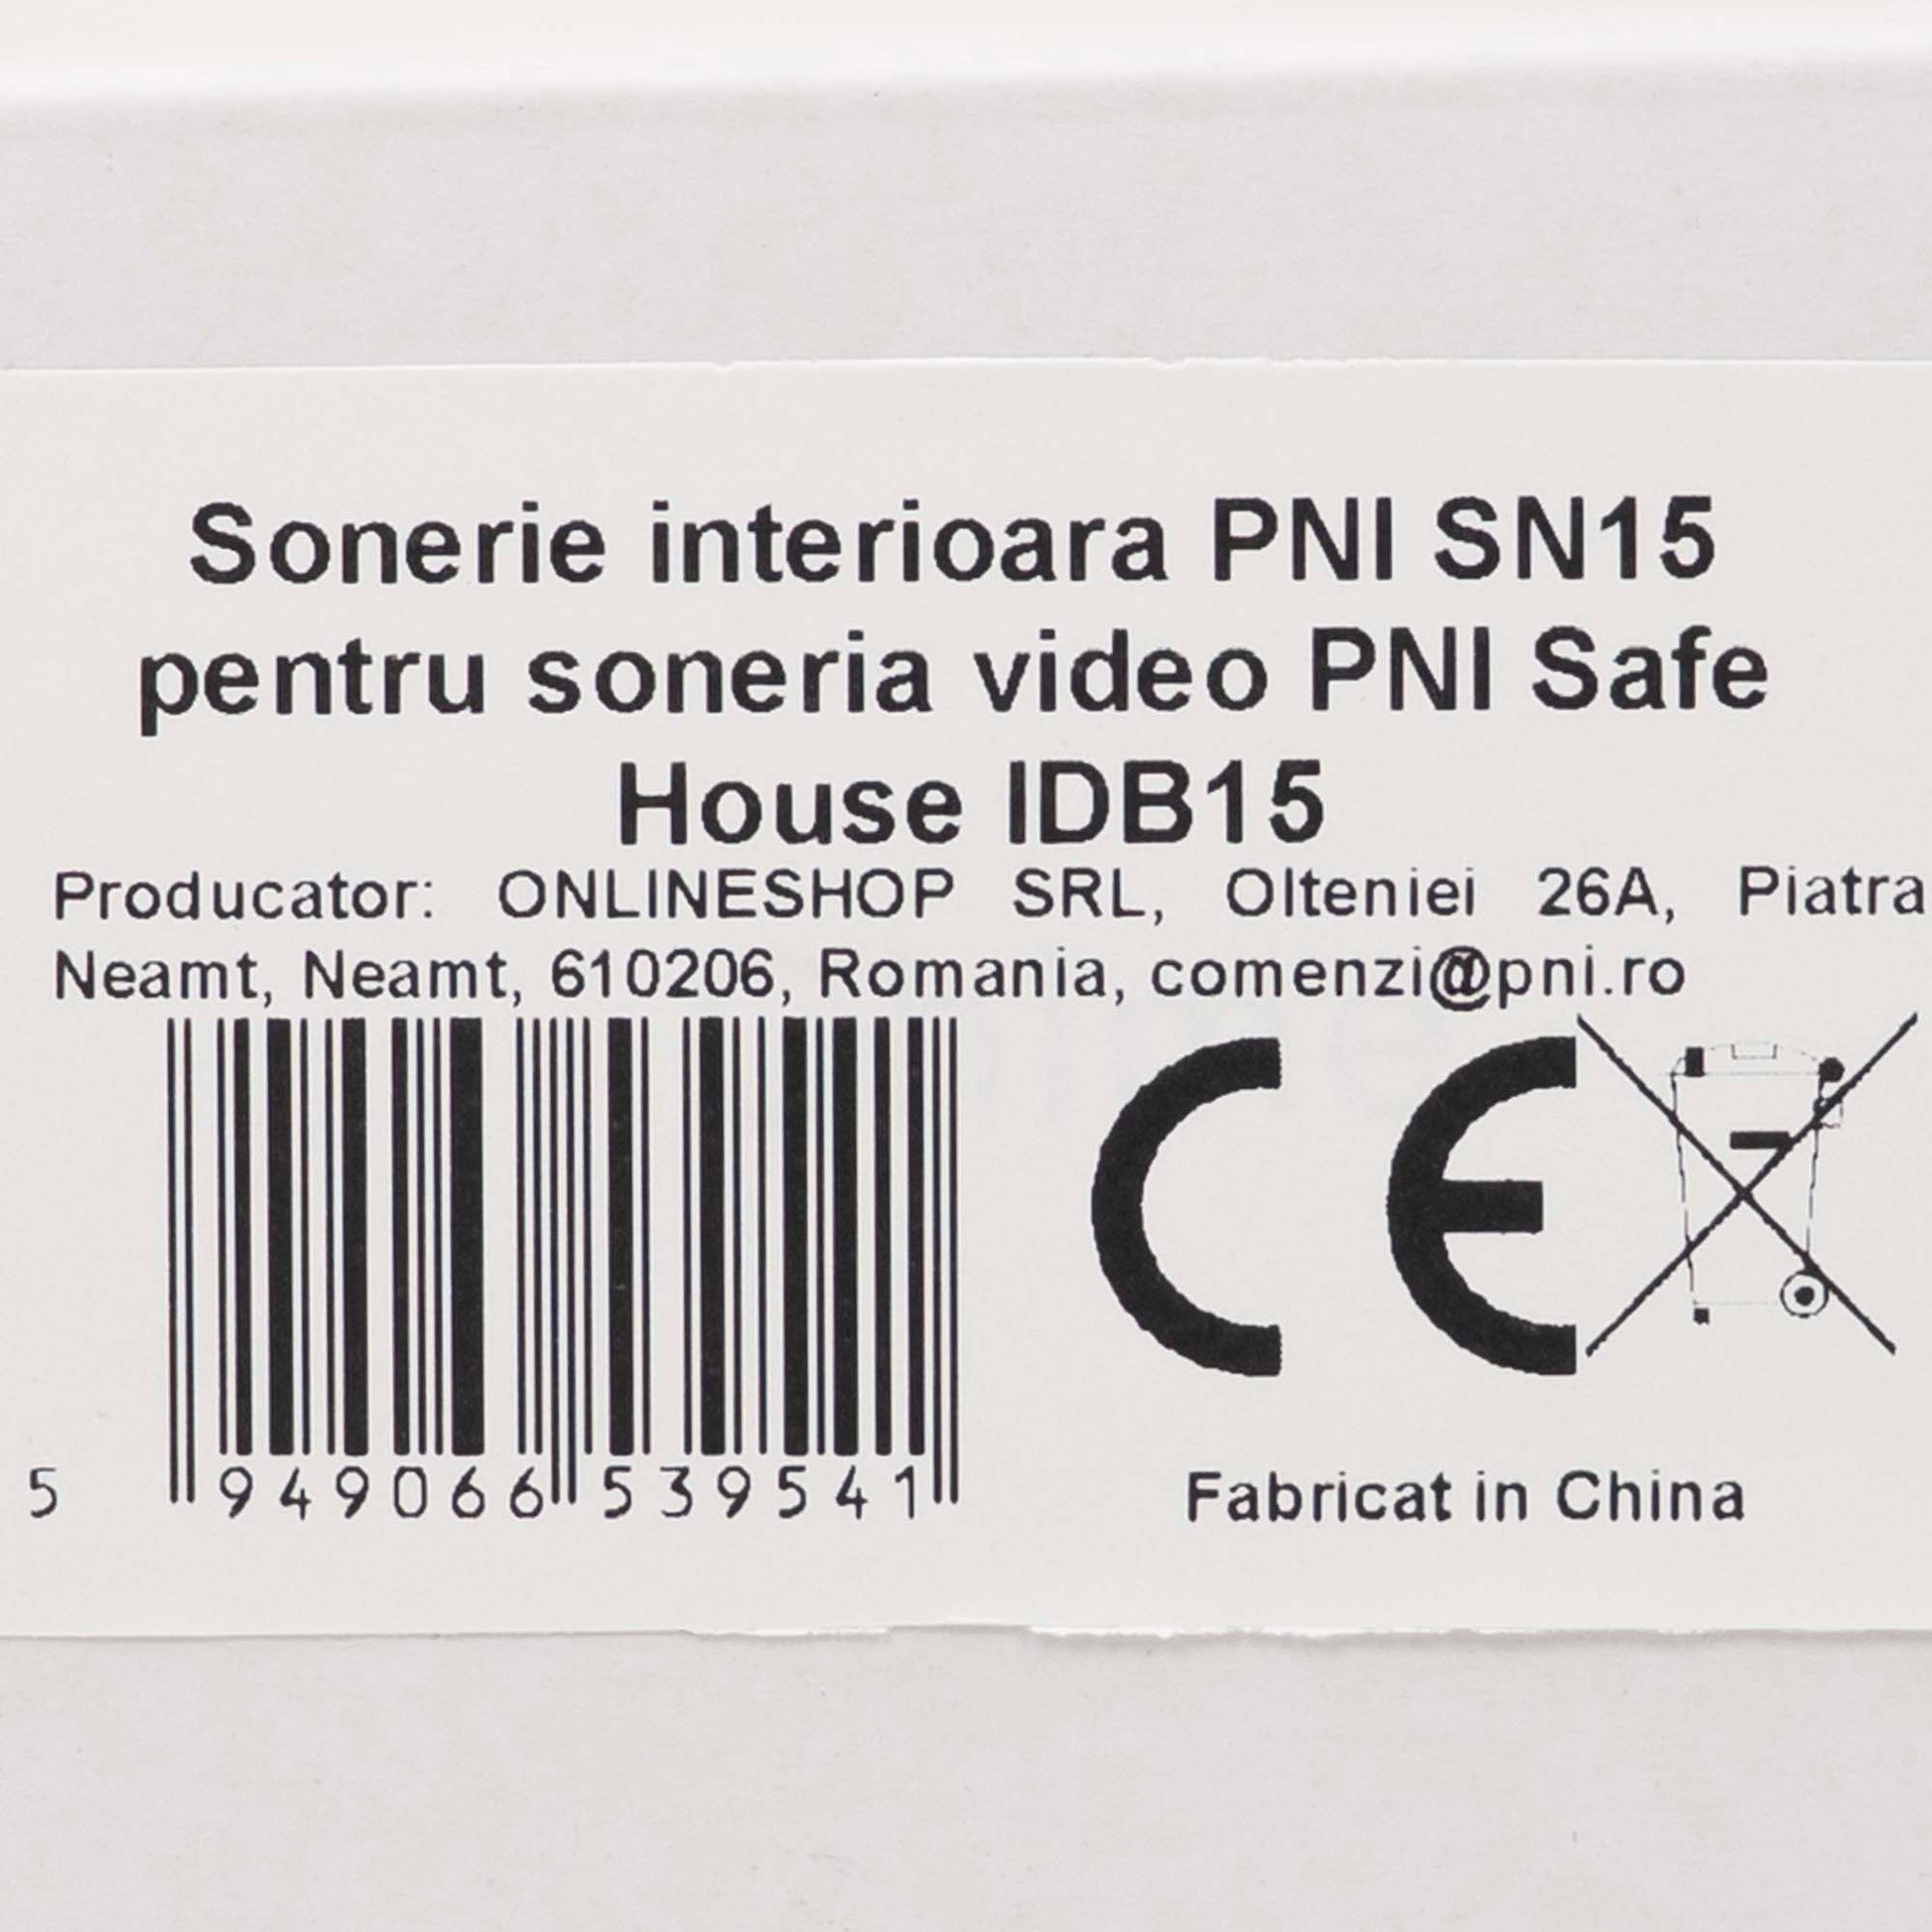 Sonerie interioara PNI SN15
pentru soneria video PNI Safe
House IDB15
Producator: ONLINESHOP SRL, Olteniei 26A, Piatra
Neamt, Neamt, 610206, Romania, comenzi@pni.ro
CE
5 949066 539541
Fabricat in China